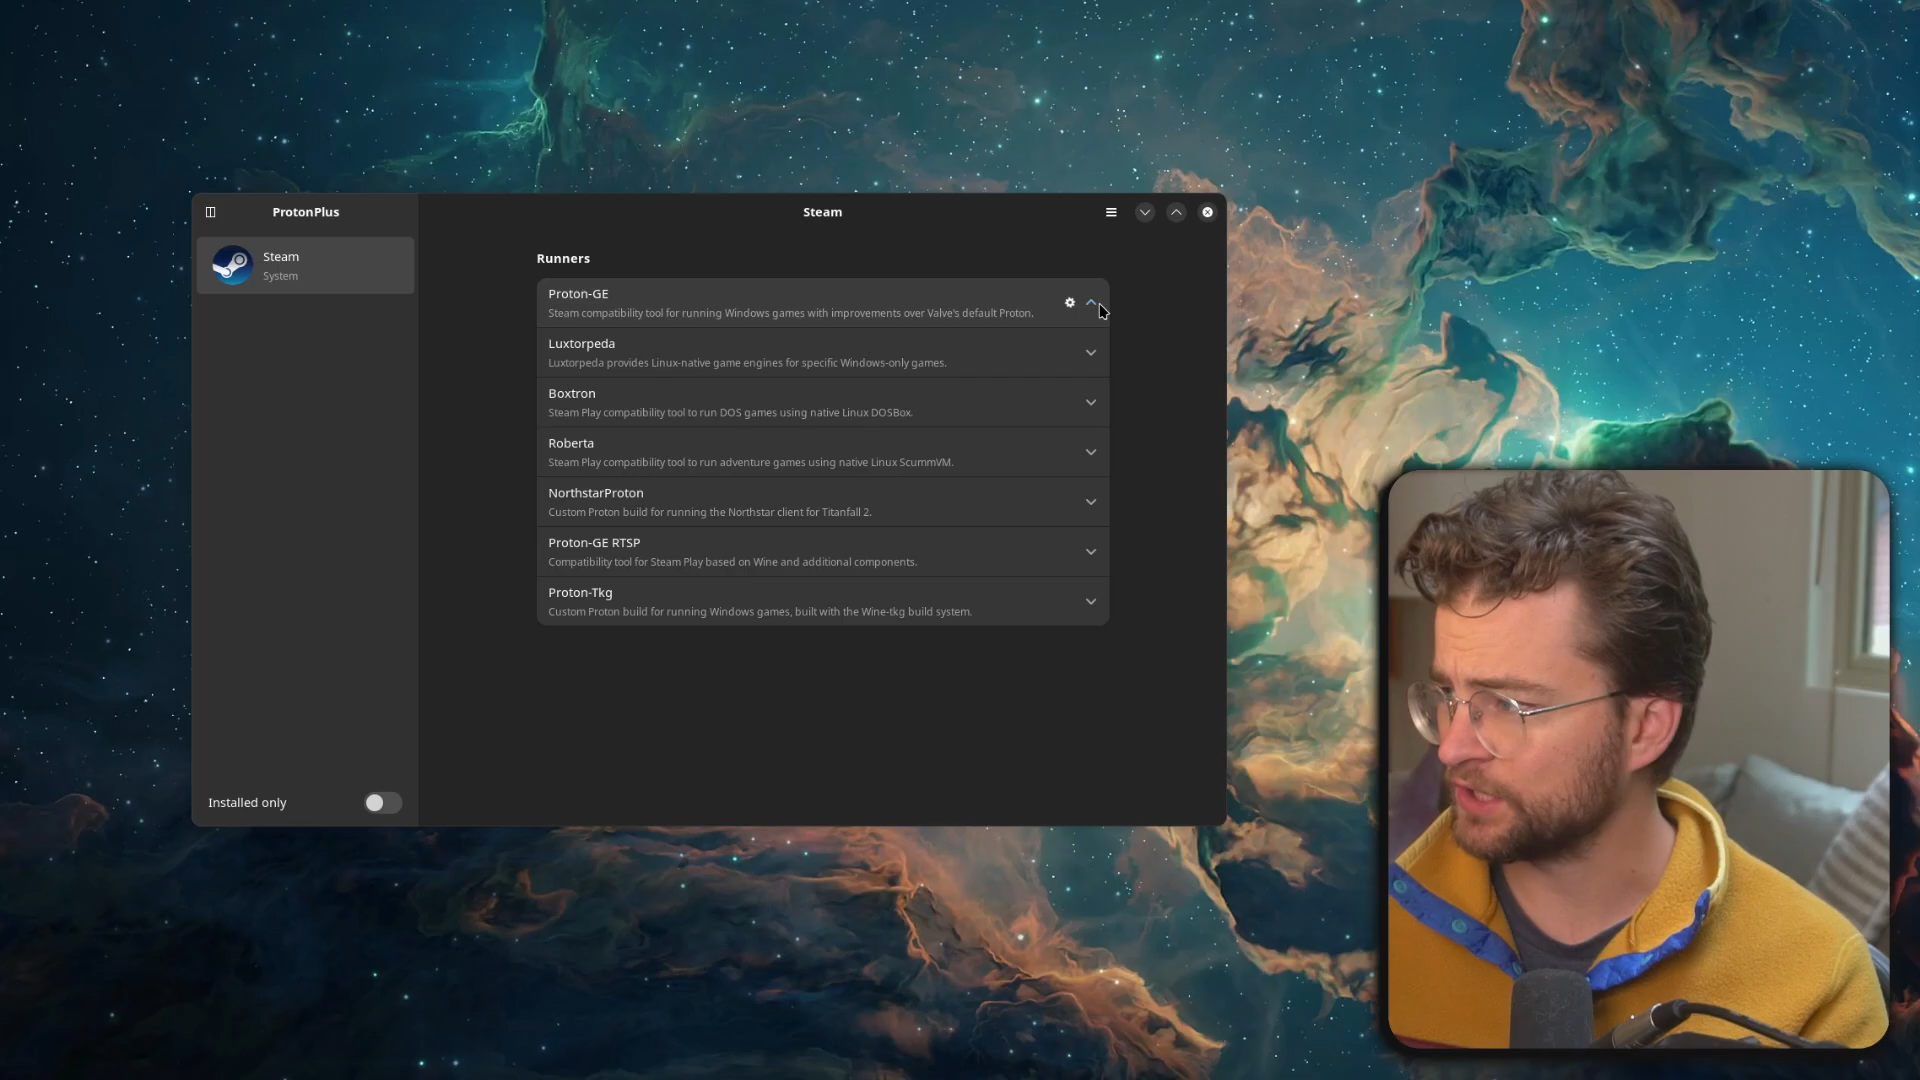 ProtonPlus
Steam
Steam
System
Runners
Proton-GE
Steam compatibility tool for running Windows games with improvements over Valve's default Proton.
Luxtorpeda
Luxtorpeda provides Linux-native game engines for specific Windows-only games.
Boxtron
Steam Play compatibility tool to run DOS games using native Linux DOSBox.
Roberta
Steam Play compatibility tool to run adventure games using native Linux ScummVM.
NorthstarProton
Custom Proton build for running the Northstar client for Titanfall 2.
Proton-GE RTSP
Compatibility tool for Steam Play based on Wine and additional components.
Proton-Tkg
Custom Proton build for running Windows games, built with the Wine-tkg build system.
Installed only